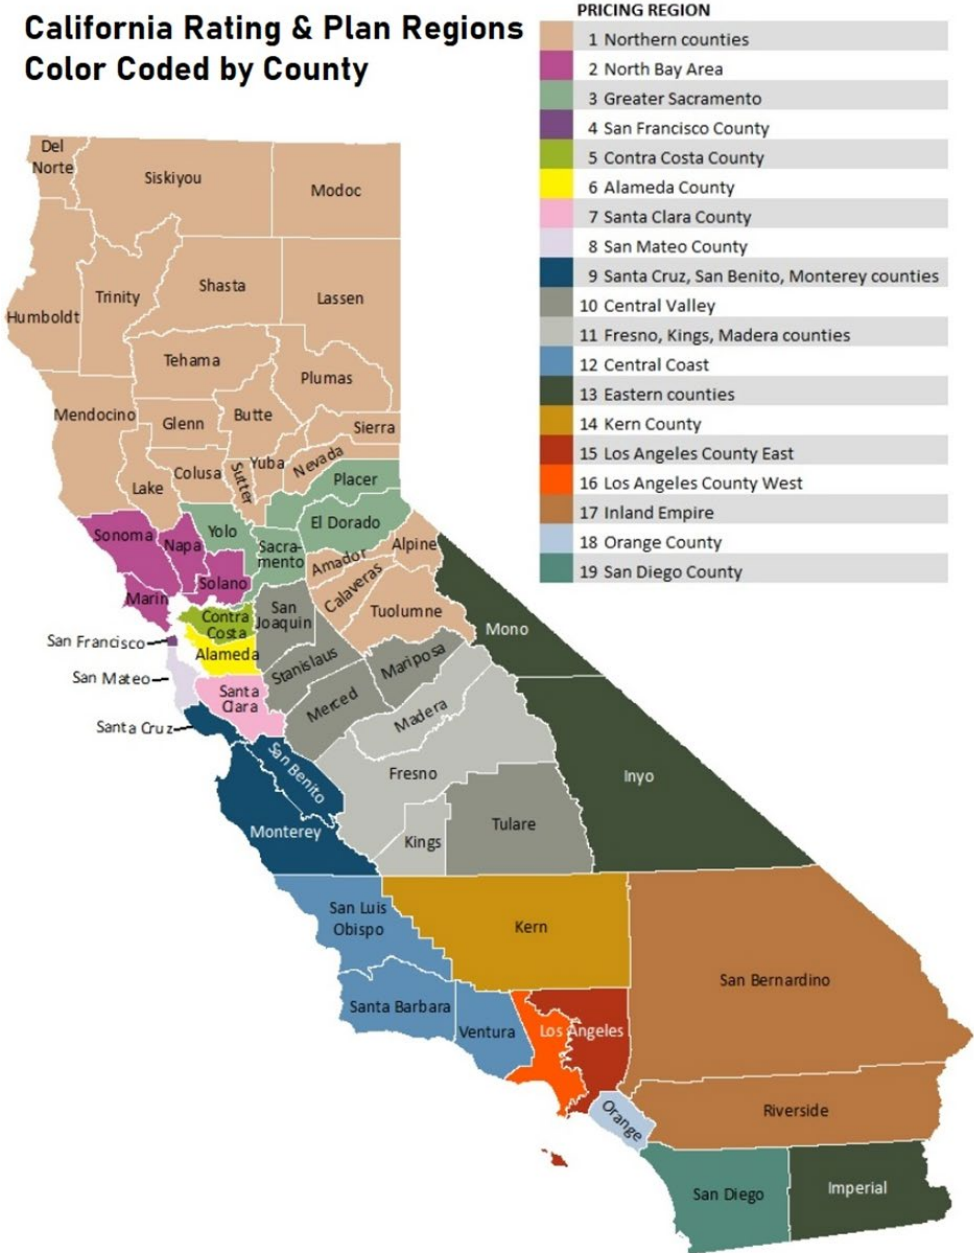 California Rating & Plan Regions
Color Coded by County
PRICING REGION
1 Northern counties
2 North Bay Area
3 Greater Sacramento
4 San Francisco County
5 Contra Costa County
6 Alameda County
7 Santa Clara County
8 San Mateo County
9 Santa Cruz, San Benito, Monterey counties
10 Central Valley
11 Fresno, Kings, Madera counties
12 Central Coast
13 Eastern counties
14 Kern County
15 Los Angeles County East
16 Los Angeles County West
17 Inland Empire
18 Orange County
19 San Diego County
Del
Norte
Siskiyou
Modoc
Humboldt
Trinity
Shasta
Lassen
Tehama
Plumas
Mendocino
Glenn
Butte
Sierra
Lake
Colusa
Sutter
Yuba
Nevada
Placer
Sonoma
Napa
Yolo
El Dorado
Sacra-
mento
Amador
Alpine
Solano
Marin
Calaveras
Contra
Costa
San
Joaquin
Tuolumne
Mono
San Francisco
Alameda
Stanislaus
Mariposa
San Mateo
Santa
Clara
Merced
Madera
Santa Cruz
San Benito
Fresno
Inyo
Monterey
Kings
Tulare
San Luis
Obispo
Kern
San Bernardino
Santa Barbara
Ventura
Los Angeles
Orange
Riverside
San Diego
Imperial